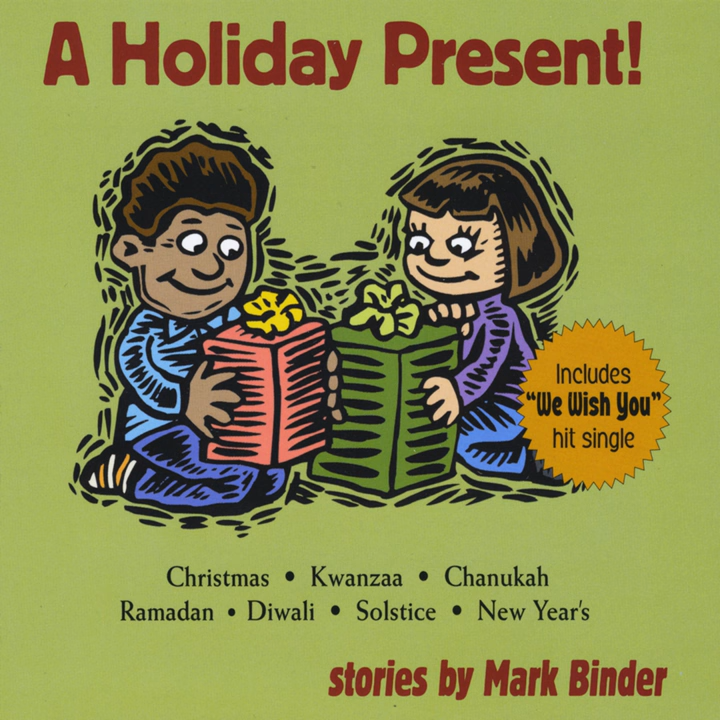 A Holiday Present!
Includes
"We Wish You"
hit single
Christmas • Kwanzaa • Chanukah
Ramadan • Diwali • Solstice • New Year's
stories by Mark Binder